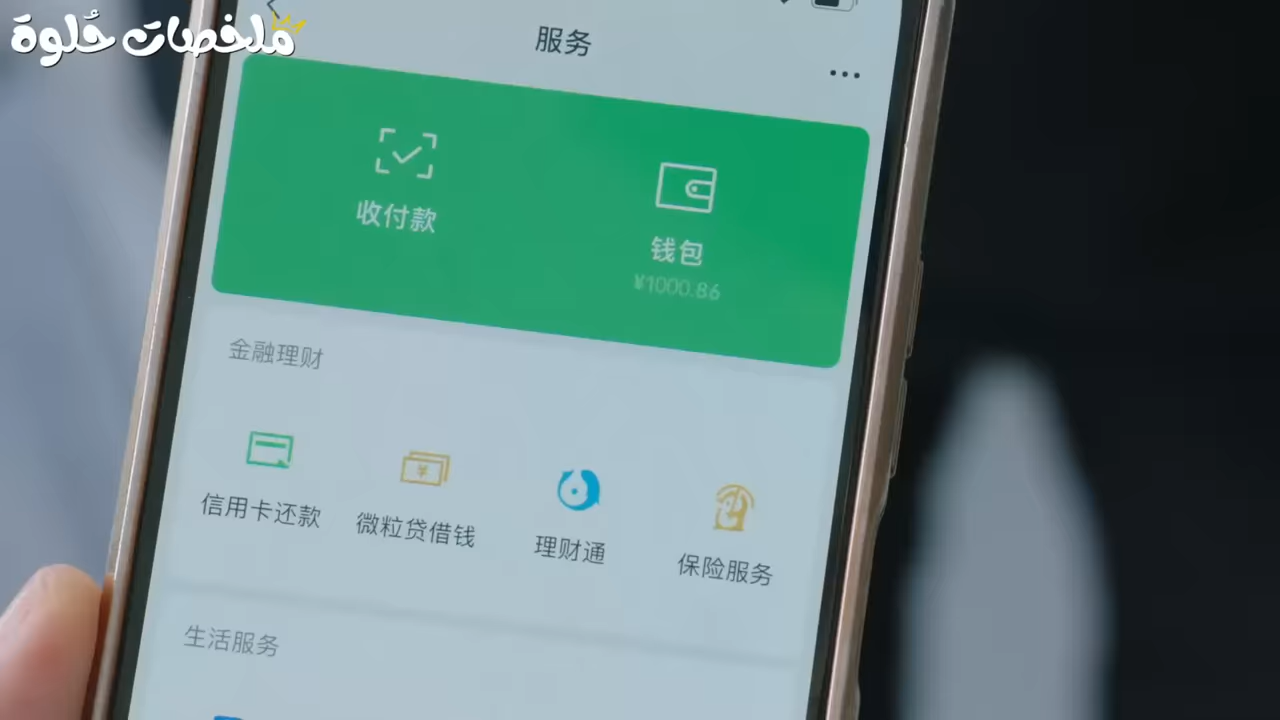 ملخصات حُلوة
服务
收付款
钱包
¥1000.86
金融理财
信用卡还款
微粒贷借钱
理财通
保险服务
生活服务